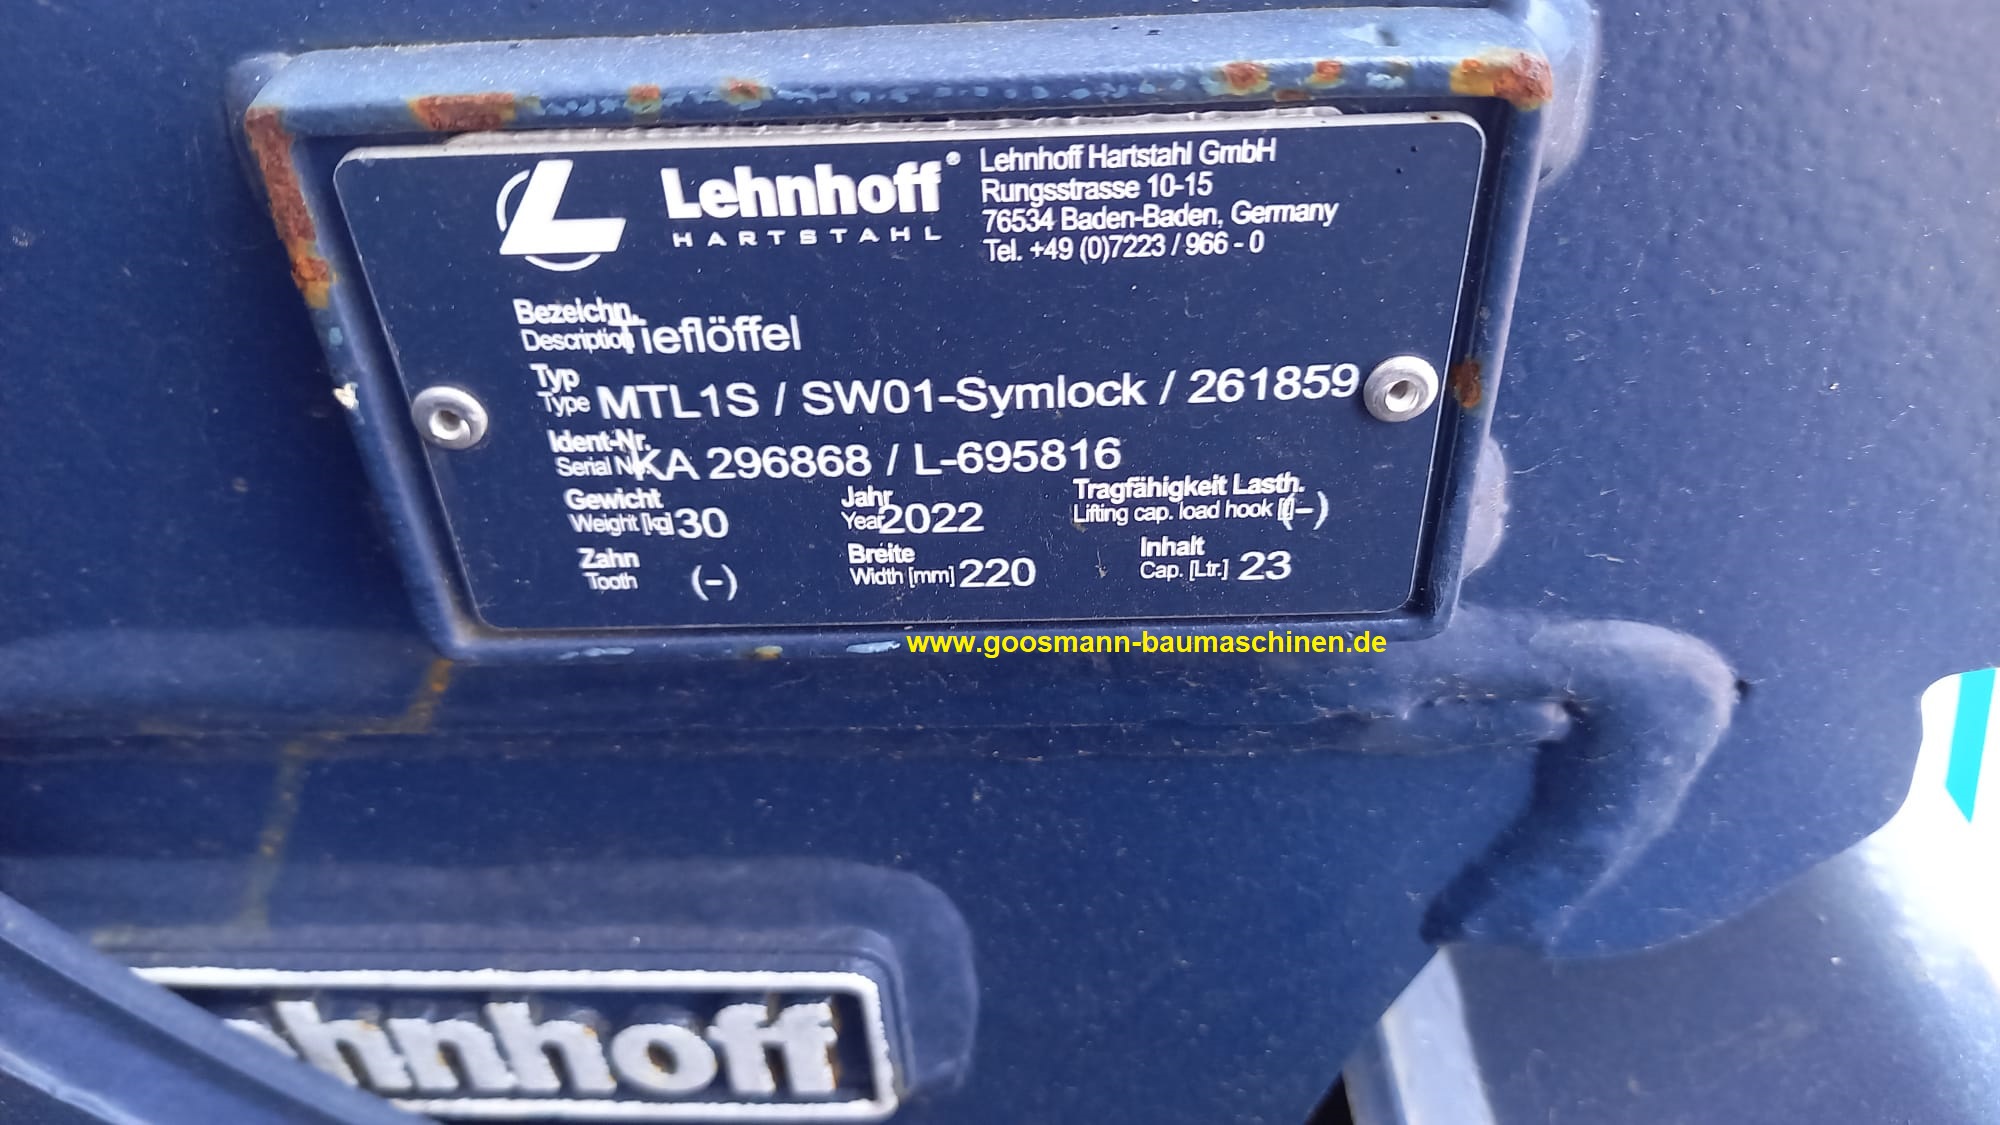 Lehnhoff®
HARTSTAHL
Lehnhoff Hartstahl GmbH
Rungsstrasse 10-15
76534 Baden-Baden, Germany
Tel. +49 (0)7223 / 966 - 0
Bezeichn.
Description Tieflöffel
Typ
Type MTL1S / SW01-Symlock / 261859
Ident-Nr.
Serial No. KA 296868 / L-695816
Gewicht
Weight [kg] 30
Jahr
Year 2022
Tragfähigkeit Lasth.
Lifting cap. load hook [t] (-)
Zahn
Tooth (-)
Breite
Width [mm] 220
Inhalt
Cap. [Ltr.] 23
www.goosmann-baumaschinen.de
ehnhoff